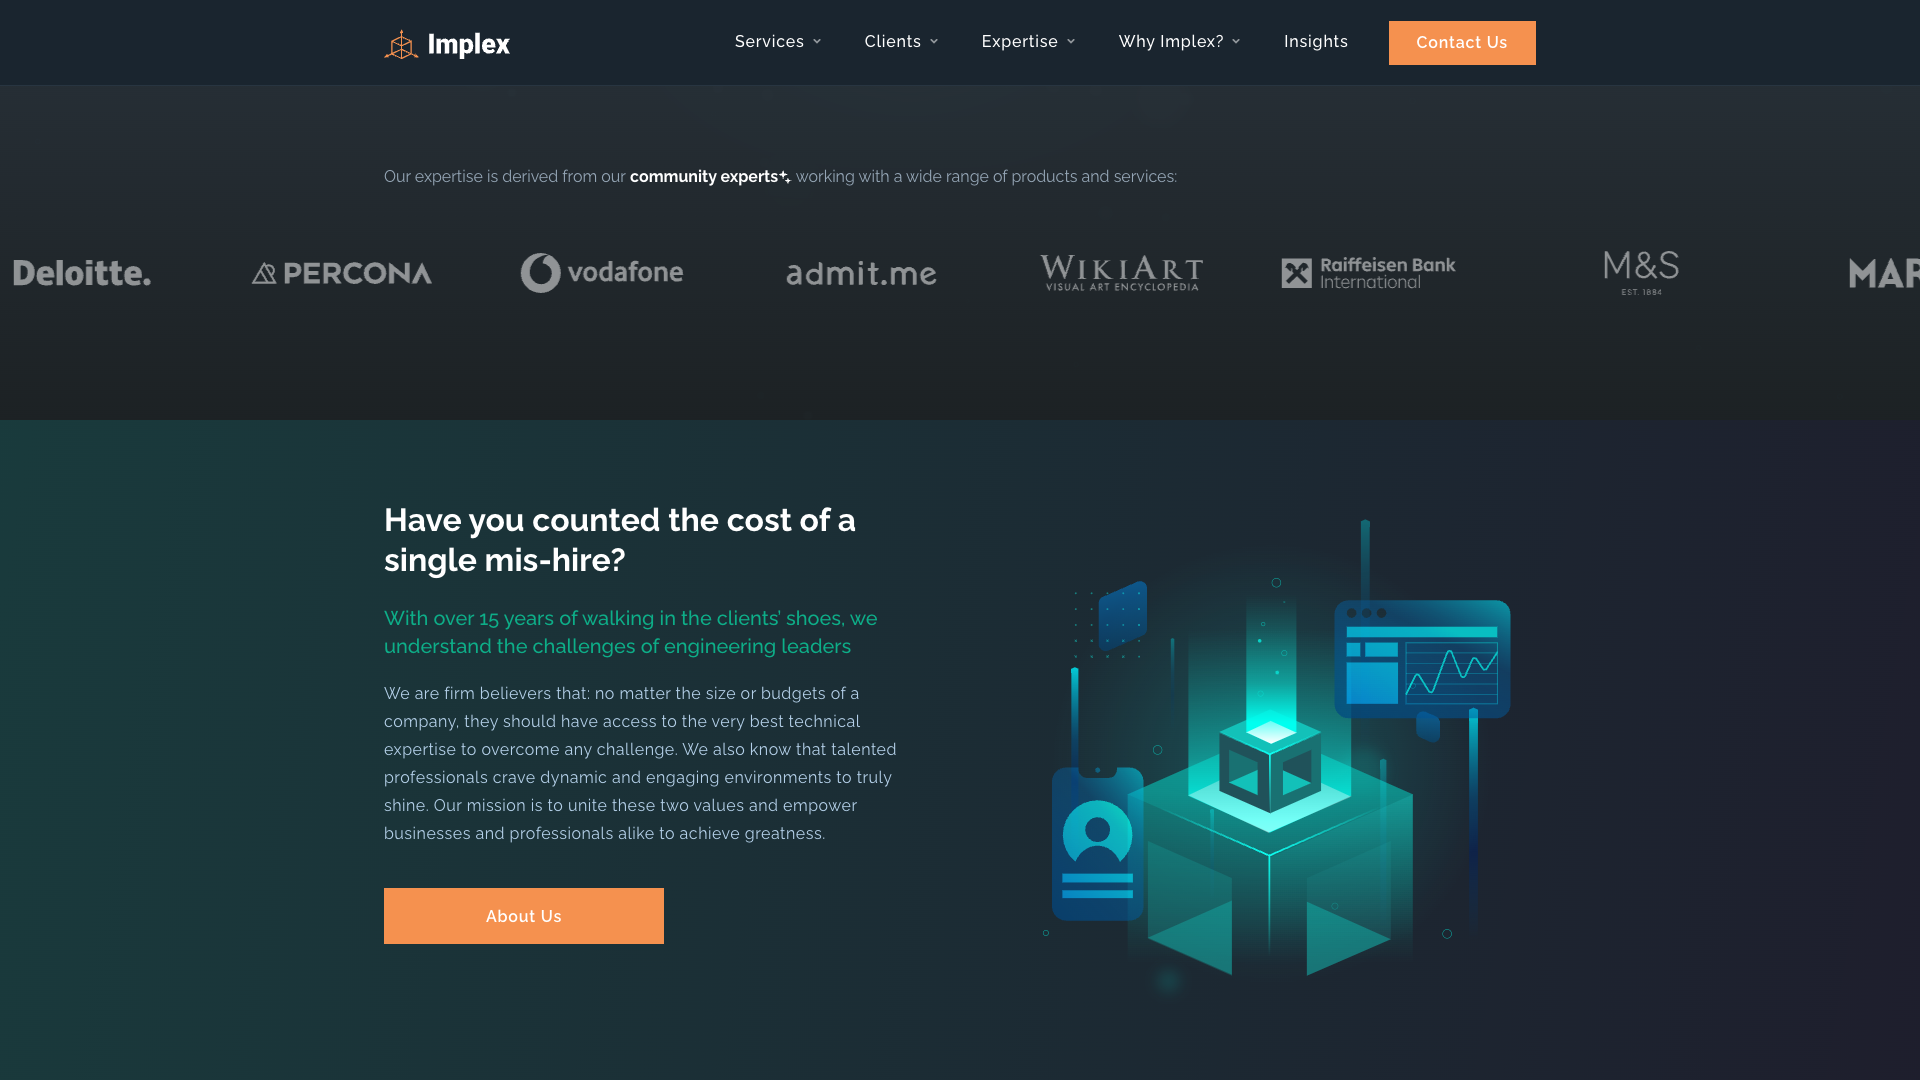 Implex
Services
Clients
Expertise
Why Implex?
Insights
Contact Us
Our expertise is derived from our community experts working with a wide range of products and services:
Deloitte.
PERCONA
vodafone
admit.me
WIKIART
VISUAL ART ENCYCLOPEDIA
Raiffeisen Bank
International
M&S
EST. 1884
MAR
Have you counted the cost of a
single mis-hire?
With over 15 years of walking in the clients’ shoes, we
understand the challenges of engineering leaders
We are firm believers that: no matter the size or budgets of a
company, they should have access to the very best technical
expertise to overcome any challenge. We also know that talented
professionals crave dynamic and engaging environments to truly
shine. Our mission is to unite these two values and empower
businesses and professionals alike to achieve greatness.
About Us